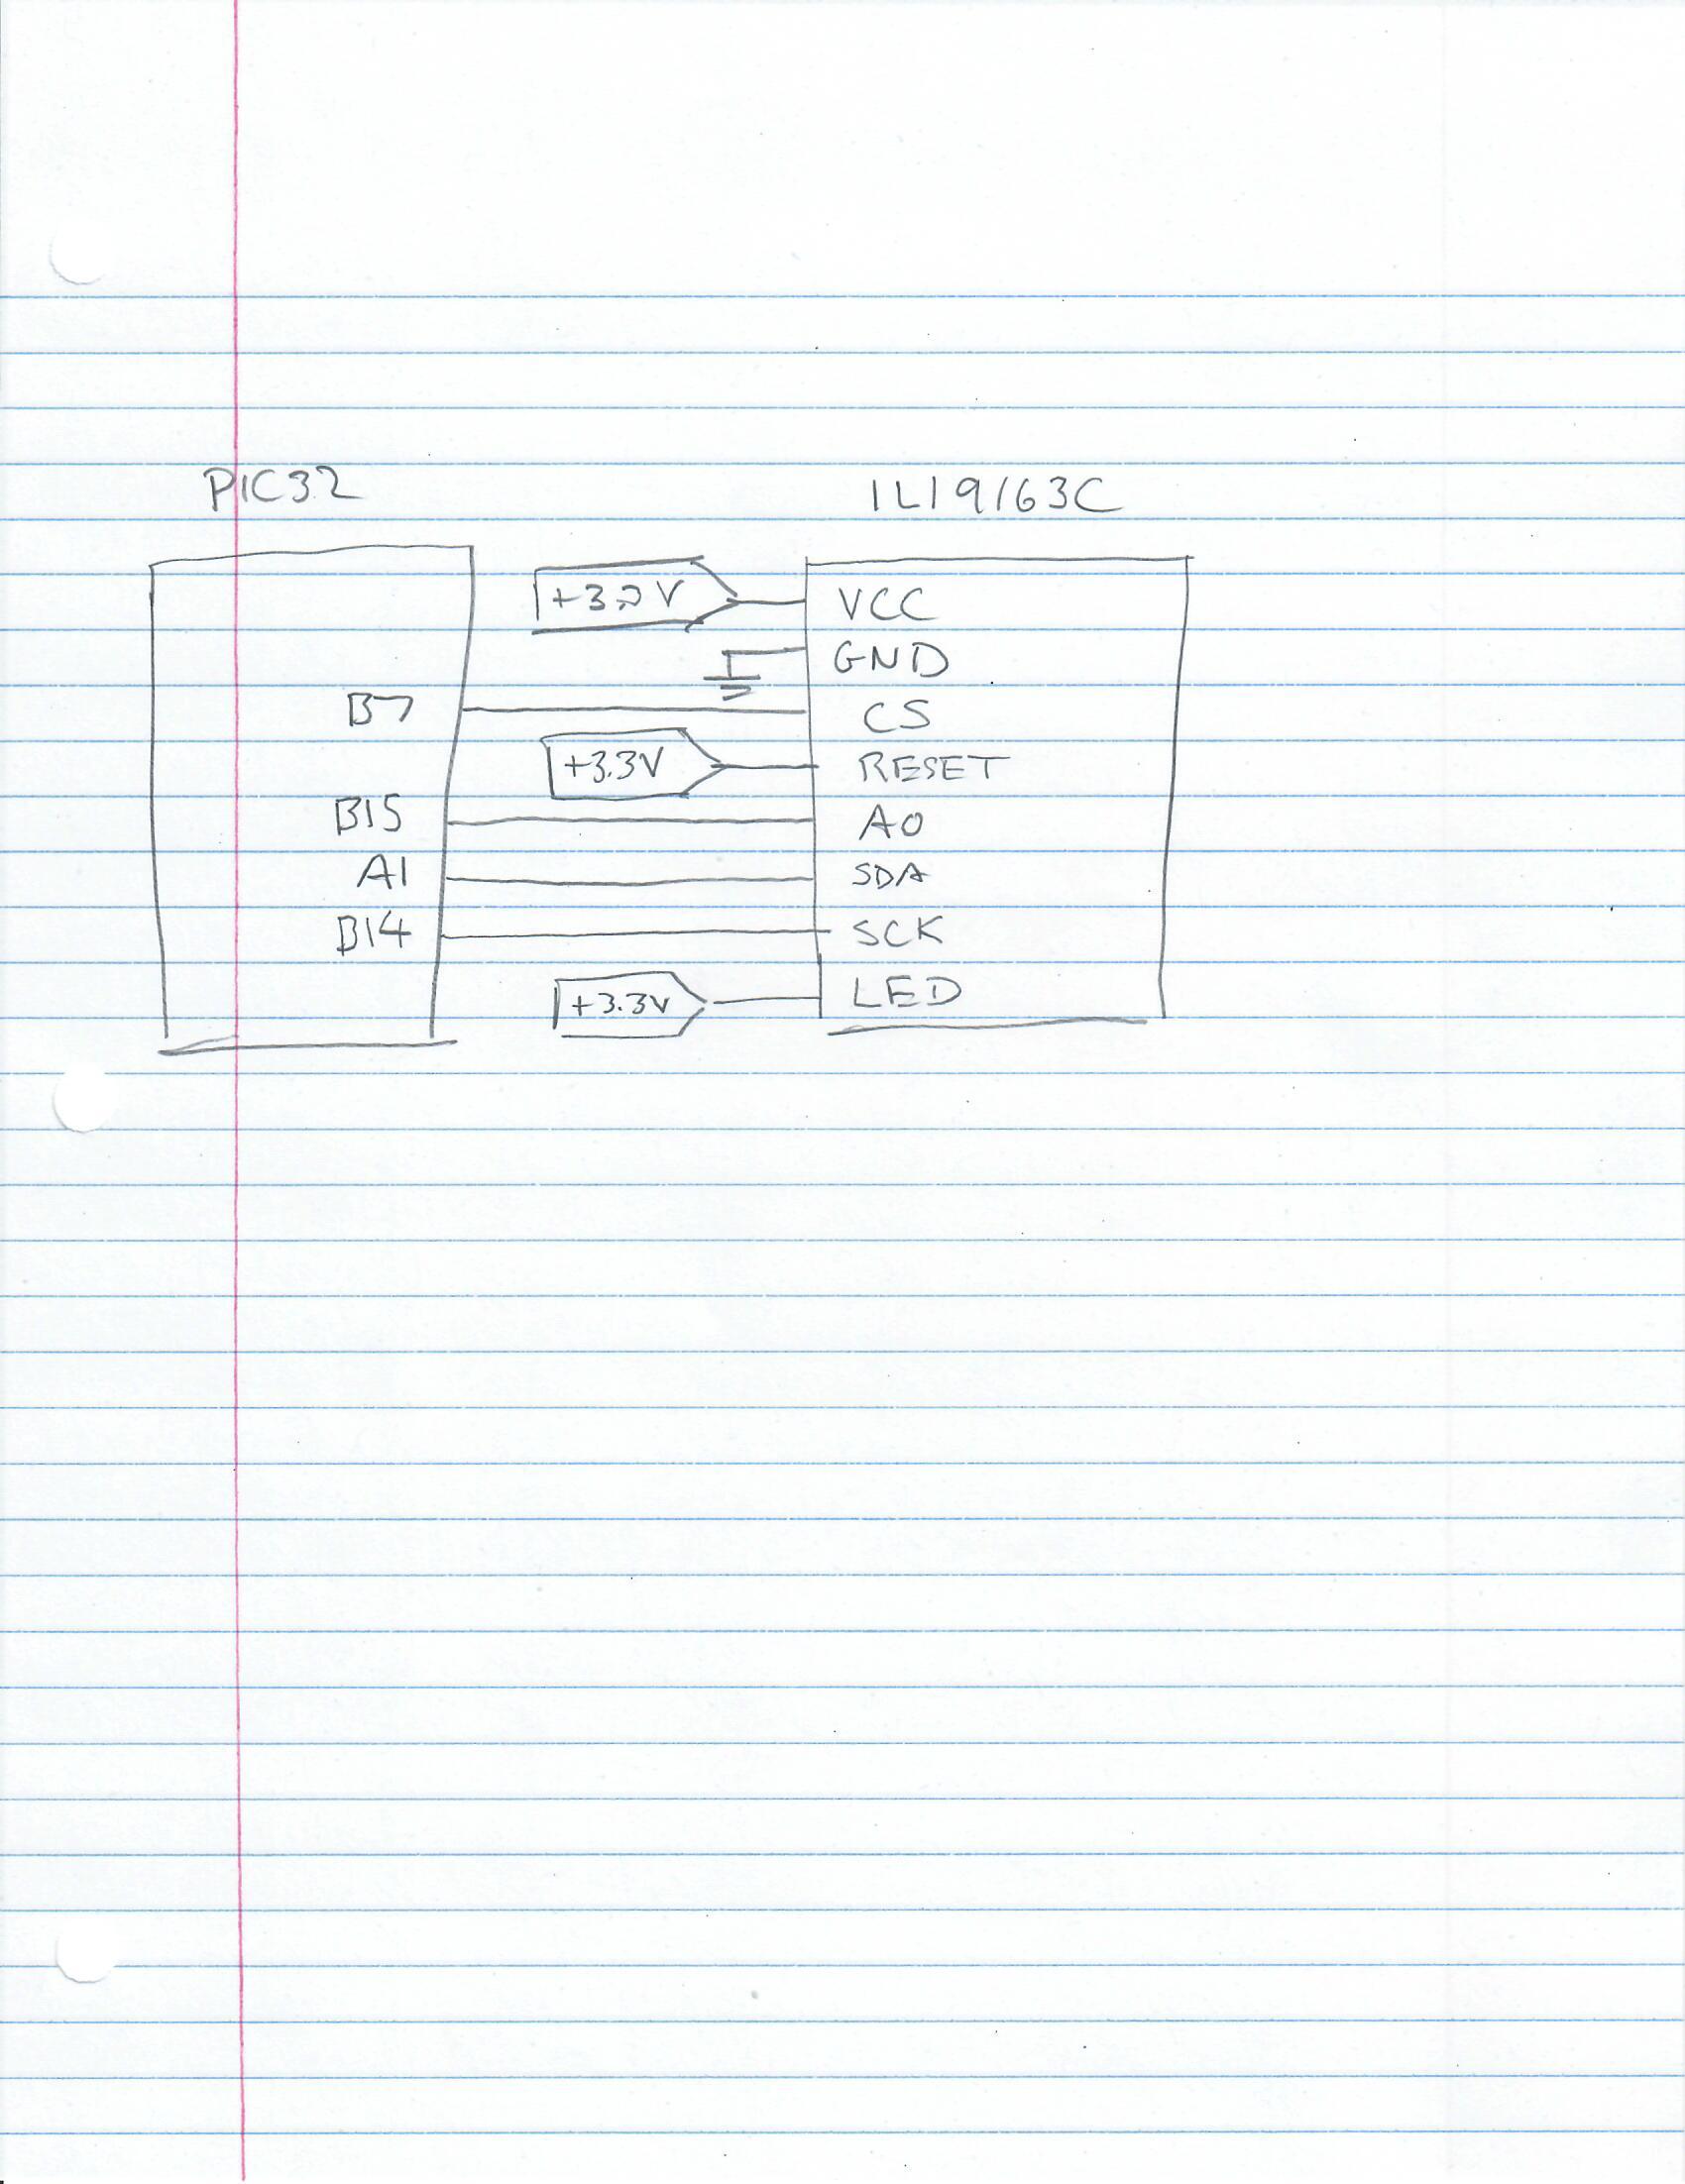 PIC32 ILI9163C
+3.3V VCC
GND
B7 CS
+3.3V RESET
B15 A0
A1 SDA
B14 SCK
+3.3V LED